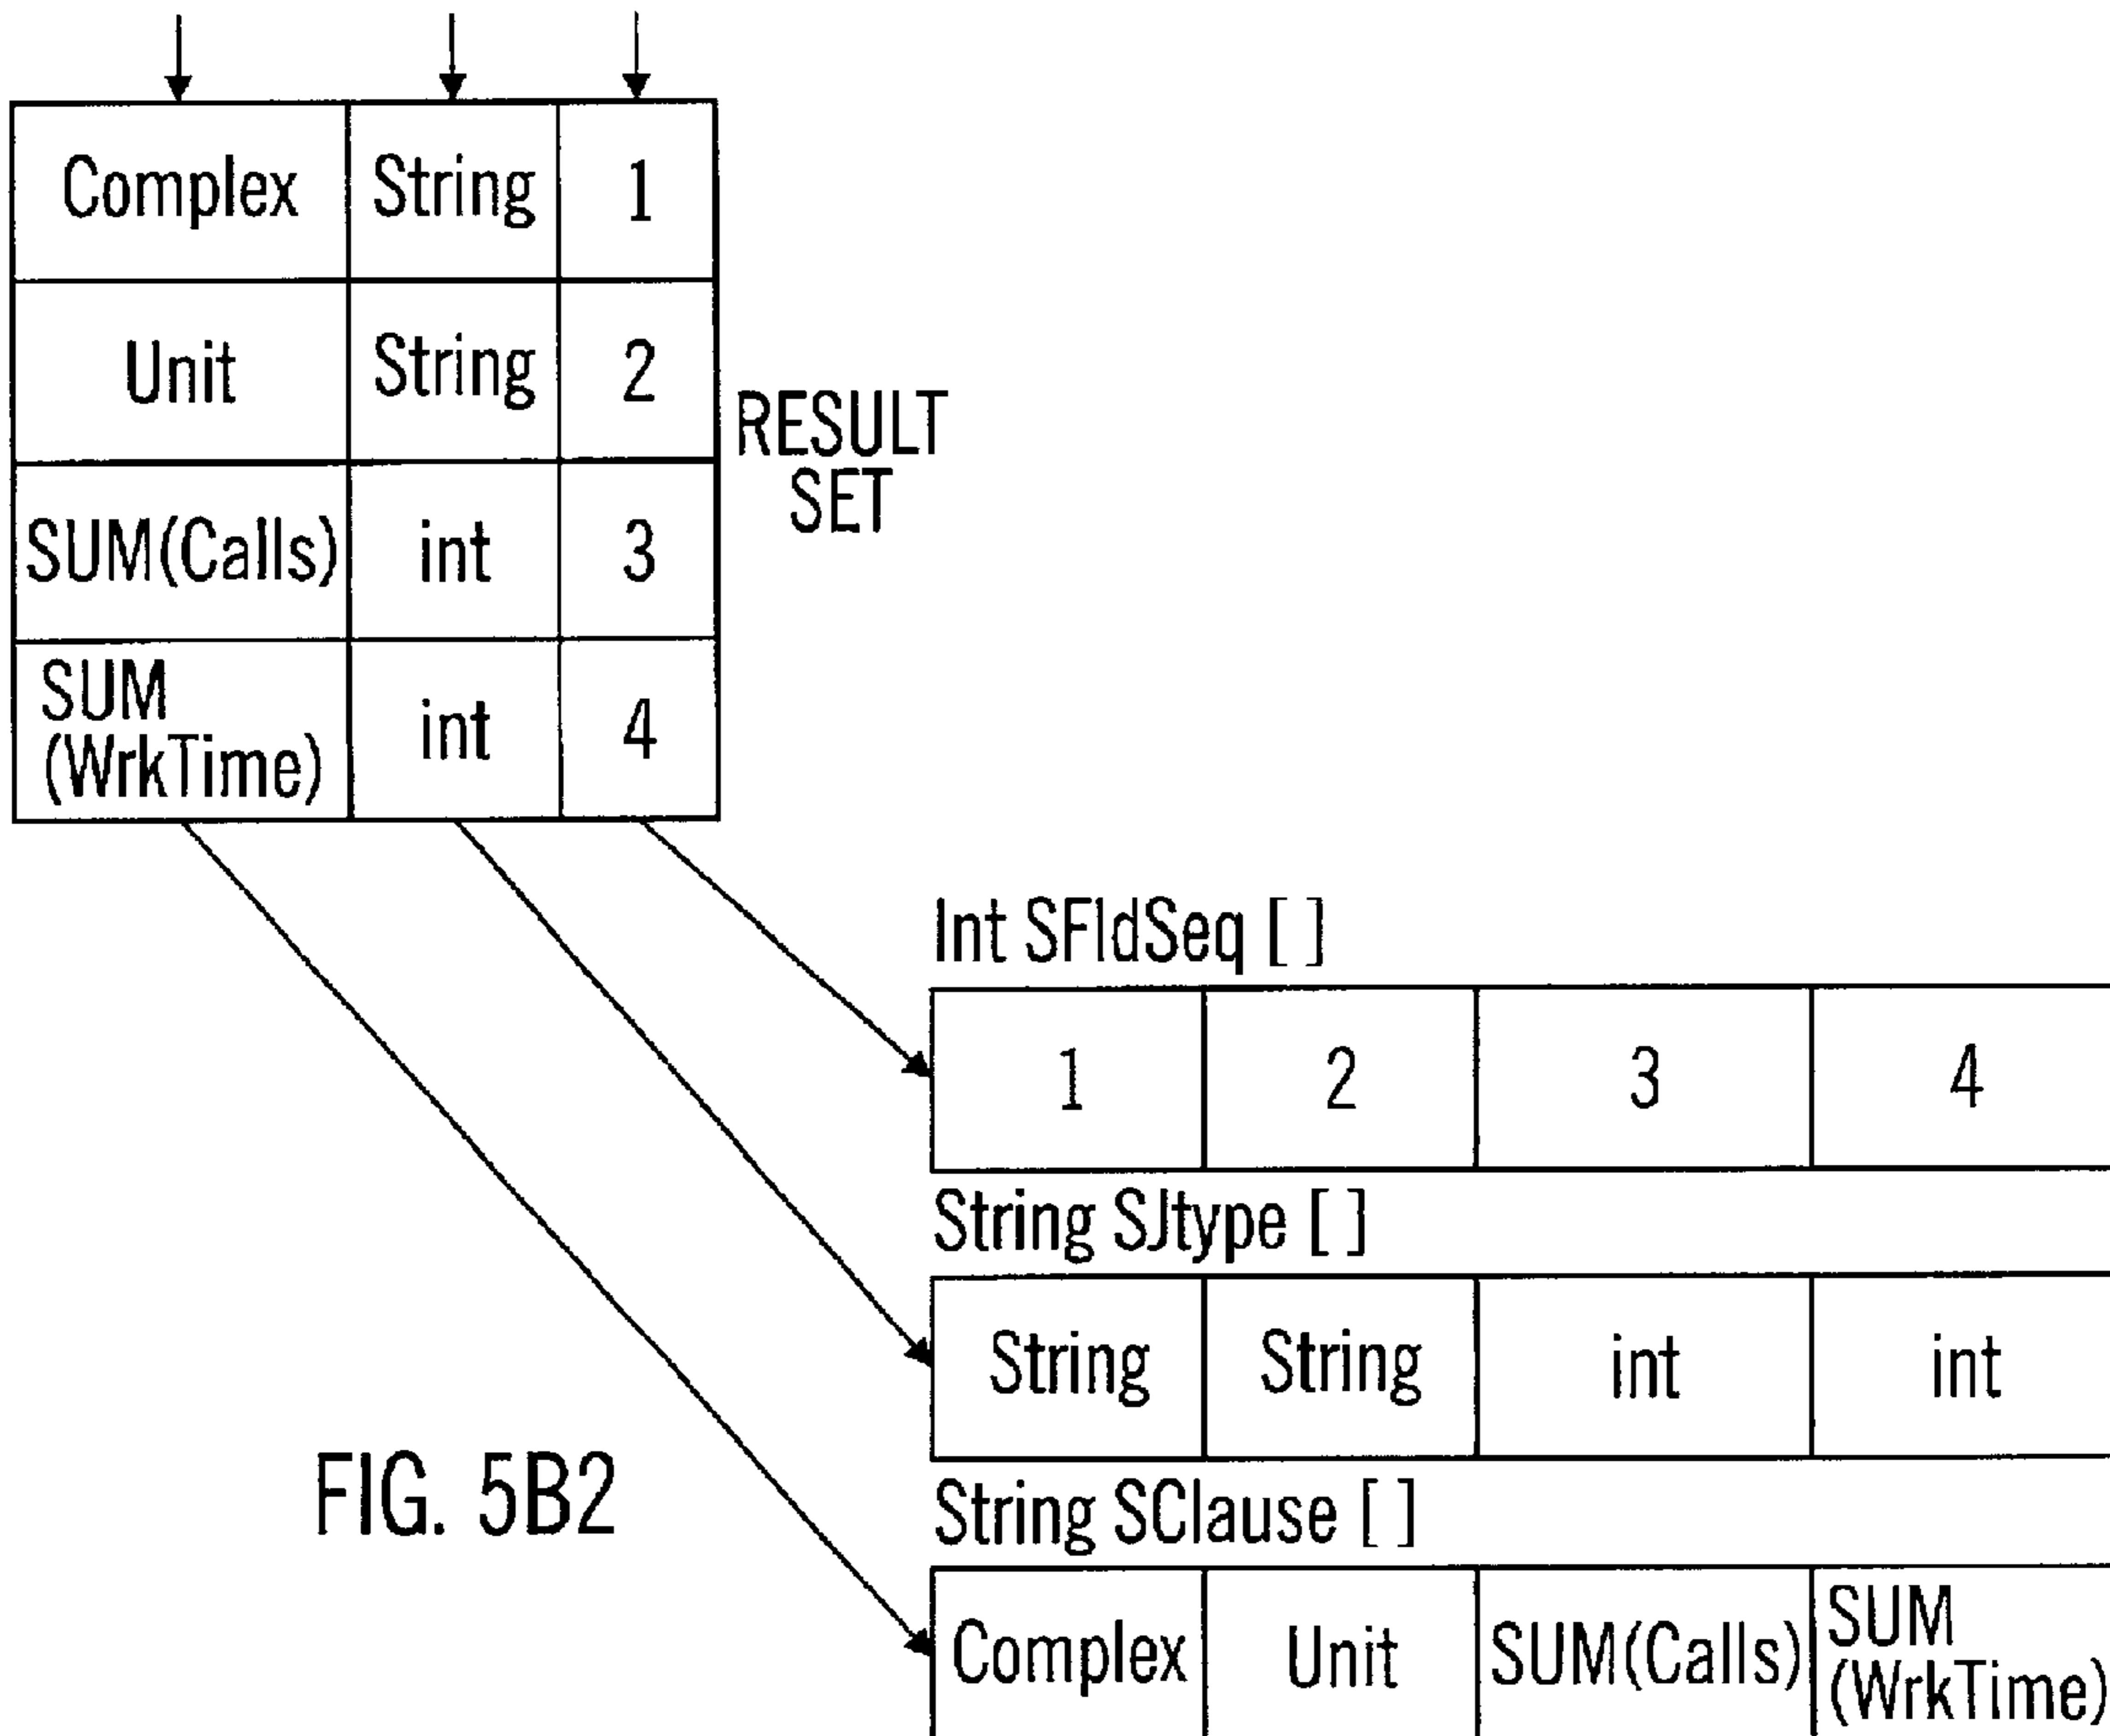 Complex String 1
Unit String 2
RESULT
SET
SUM(Calls) int 3
SUM
(WrkTime) int 4
Int SFldSeq [ ]
1 2 3 4
String SJtype [ ]
String String int int
FIG. 5B2
String SClause [ ]
Complex Unit SUM(Calls) SUM
(WrkTime)